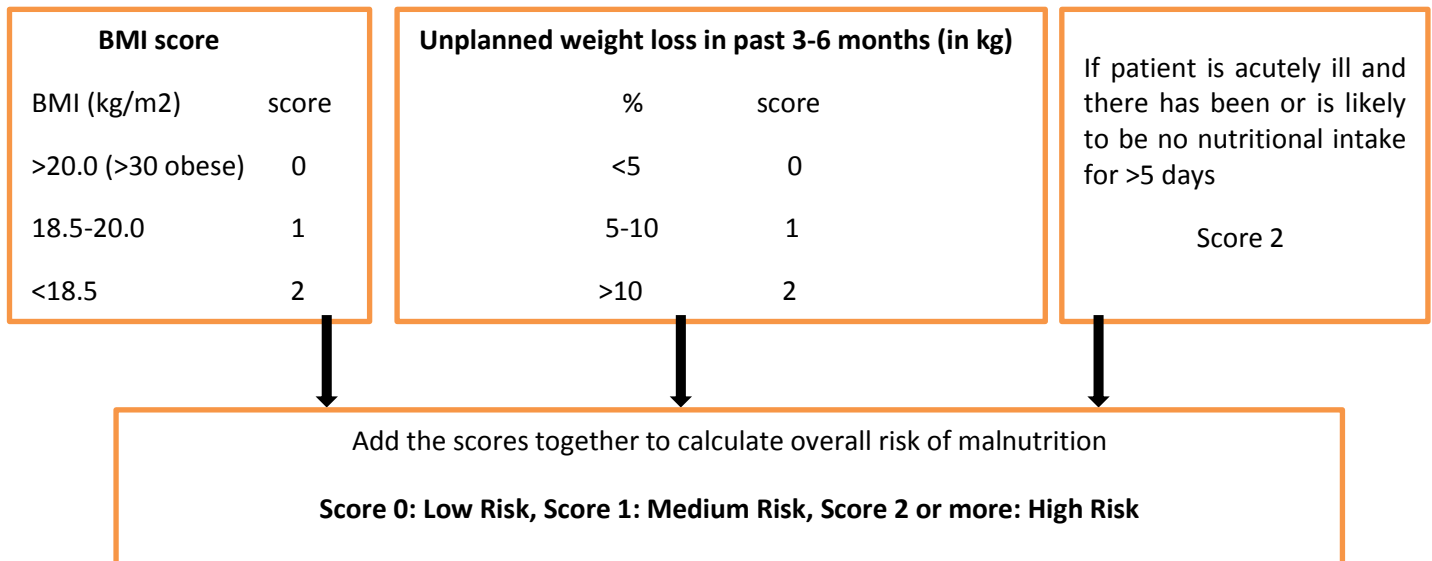 BMI score
BMI (kg/m2) score
>20.0 (>30 obese) 0
18.5-20.0 1
<18.5 2
Unplanned weight loss in past 3-6 months (in kg)
% score
<5 0
5-10 1
>10 2
If patient is acutely ill and
there has been or is likely
to be no nutritional intake
for >5 days
Score 2
Add the scores together to calculate overall risk of malnutrition
Score 0: Low Risk, Score 1: Medium Risk, Score 2 or more: High Risk